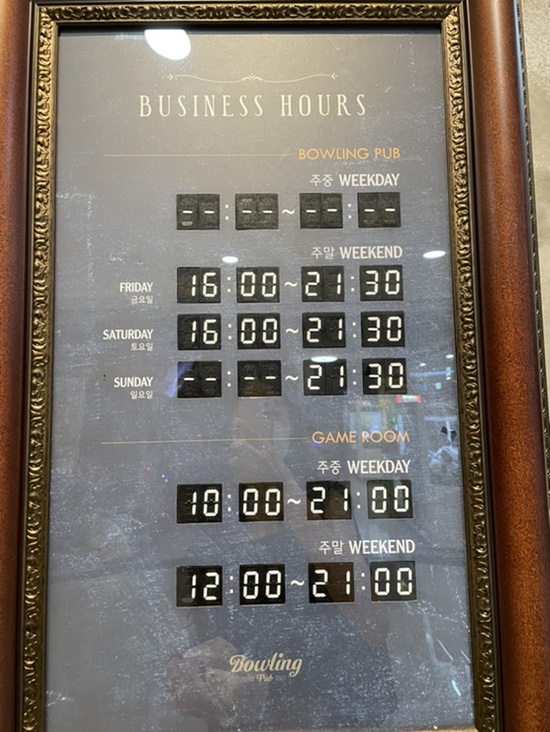 BUSINESS HOURS
BOWLING PUB
주중 WEEKDAY
--:--~--:--
주말 WEEKEND
FRIDAY 16:00~21:30
금요일
SATURDAY 16:00~21:30
토요일
SUNDAY --:--~21:30
일요일
GAME ROOM
주중 WEEKDAY
10:00~21:00
주말 WEEKEND
12:00~21:00
Bowling
Pub